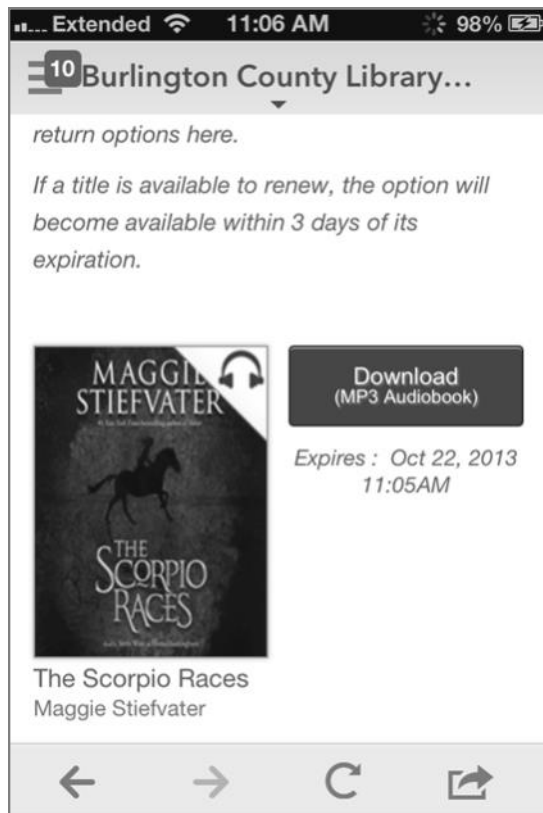 Extended 11:06 AM 98%
10 Burlington County Library...
return options here.
If a title is available to renew, the option will
become available within 3 days of its
expiration.
MAGGIE
STIEFVATER
THE
SCORPIO
RACES
Download
(MP3 Audiobook)
Expires : Oct 22, 2013
11:05AM
The Scorpio Races
Maggie Stiefvater